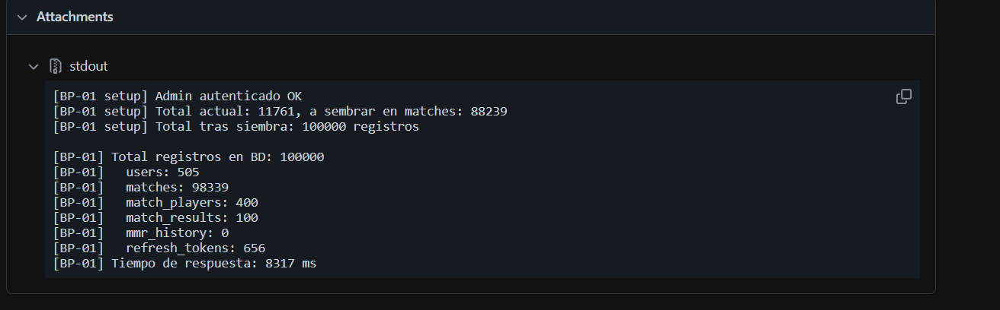 Attachments
stdout
[BP-01 setup] Admin autenticado OK
[BP-01 setup] Total actual: 11761, a sembrar en matches: 88239
[BP-01 setup] Total tras siembra: 100000 registros
[BP-01] Total registros en BD: 100000
[BP-01]   users: 505
[BP-01]   matches: 98339
[BP-01]   match_players: 400
[BP-01]   match_results: 100
[BP-01]   mmr_history: 0
[BP-01]   refresh_tokens: 656
[BP-01] Tiempo de respuesta: 8317 ms